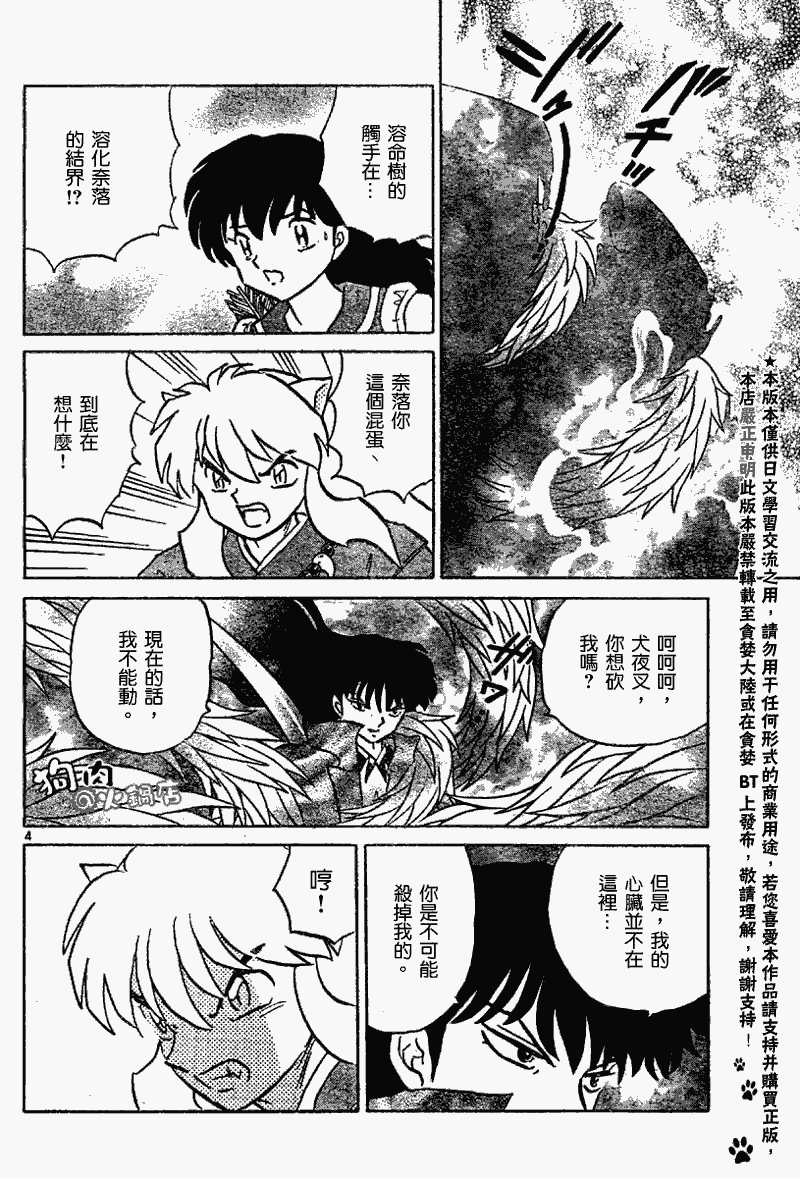 ジッ
チッ
溶命樹的
觸手在…
溶化奈落
的結界!?
奈落你
這個混蛋、
到底在
想什麼！
呵呵呵，
犬夜叉，
你想砍
我嗎?
現在的話，
我不能動。
狗肉
の火鍋店
4
但是，我的
心臟並不在
這裡…
你是不可能
殺掉我的。
哼！
★本版本僅供日文學習交流之用，請勿用于任何形式的商業用途，若您喜愛本作品請支持并購買正版，
本店嚴正申明此版本嚴禁轉載至貪婪大陸或在貪婪 BT 上發布，敬請理解，謝謝支持！